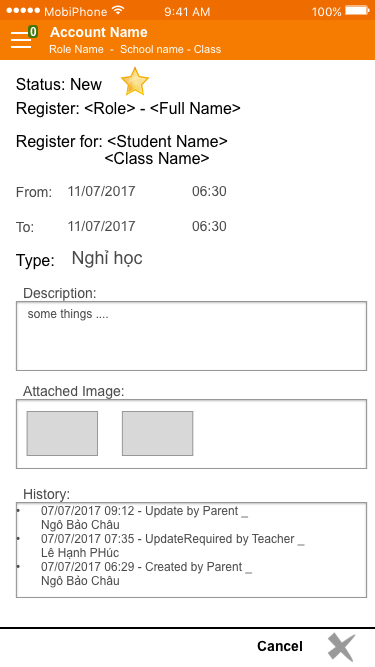 MobiPhone 9:41 AM 100%
0 Account Name
Role Name - School name - Class
Status: New
Register: <Role> - <Full Name>
Register for: <Student Name>
<Class Name>
From: 11/07/2017 06:30
To: 11/07/2017 06:30
Type: Nghỉ học
Description:
some things ....
Attached Image:
History:
• 07/07/2017 09:12 - Update by Parent _
Ngô Bảo Châu
• 07/07/2017 07:35 - UpdateRequired by Teacher _
Lê Hạnh PHúc
• 07/07/2017 06:29 - Created by Parent _
Ngô Bảo Châu
Cancel